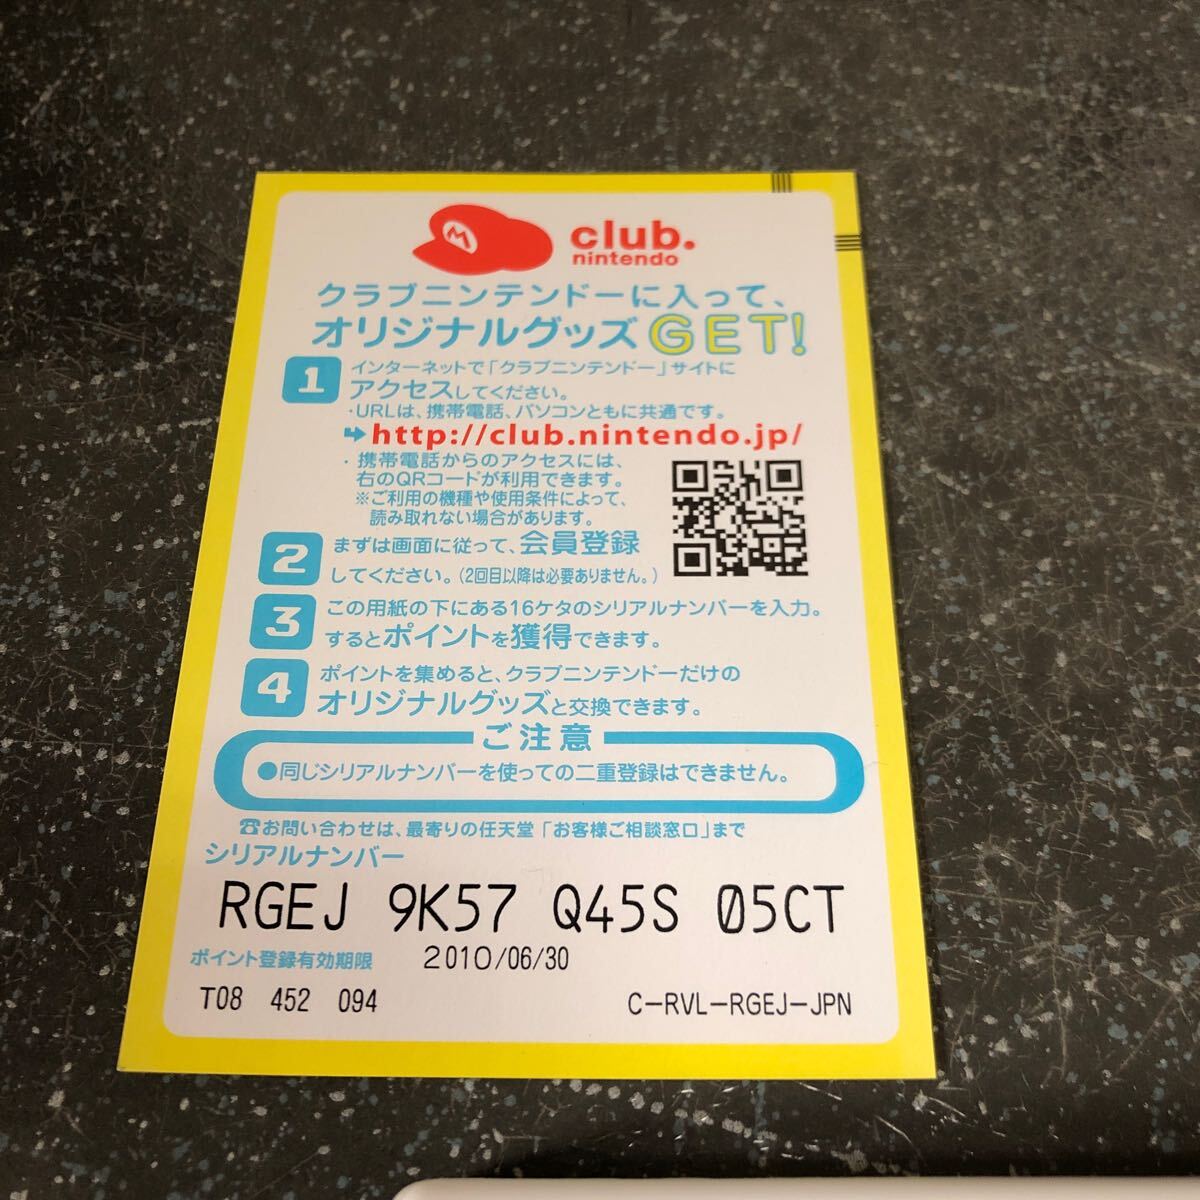 M
club.
nintendo
クラブニンテンドーに入って、
オリジナルグッズGET!
1 インターネットで「クラブニンテンドー」サイトに
アクセスしてください。
・URLは、携帯電話、パソコンともに共通です。
➡http://club.nintendo.jp/
・携帯電話からのアクセスには、
右のQRコードが利用できます。
※ご利用の機種や使用条件によって、
読み取れない場合があります。
2 まずは画面に従って、会員登録
してください。(2回目以降は必要ありません。)
3 この用紙の下にある16ケタのシリアルナンバーを入力。
するとポイントを獲得できます。
4 ポイントを集めると、クラブニンテンドーだけの
オリジナルグッズと交換できます。
ご注意
●同じシリアルナンバーを使っての二重登録はできません。
☎お問い合わせは、最寄りの任天堂「お客様ご相談窓口」まで
シリアルナンバー
RGEJ 9K57 Q45S 05CT
ポイント登録有効期限 2010/06/30
T08 452 094 C-RVL-RGEJ-JPN